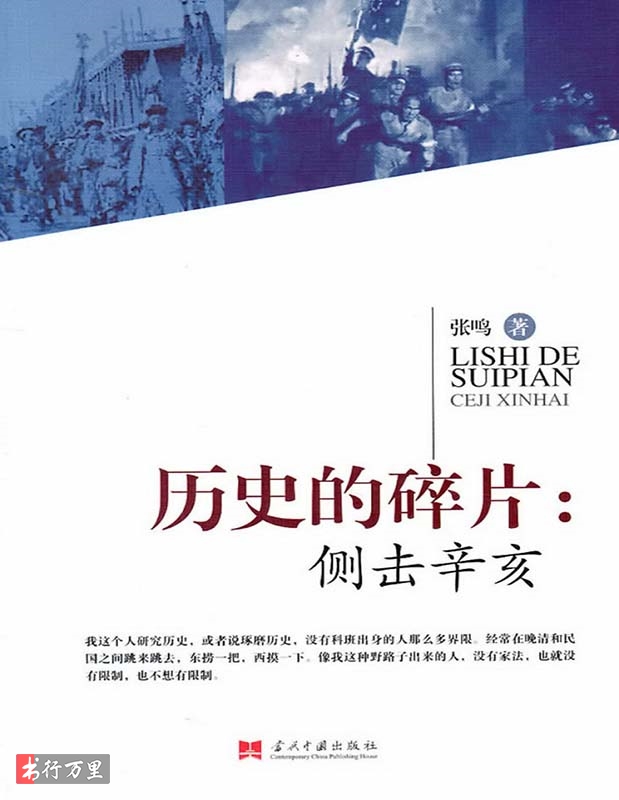 张鸣 著
LISHI DE
SUIPIAN
CEJI XINHAI
历史的碎片：
侧击辛亥
我这个人研究历史，或者说琢磨历史，没有科班出身的人那么多界限。经常在晚清和民
国之间跳来跳去，东捞一把，西摸一下。像我这种野路子出来的人，没有家法，也就没
有限制，也不想有限制。
当代中国出版社
Contemporary China Publishing House
书行万里